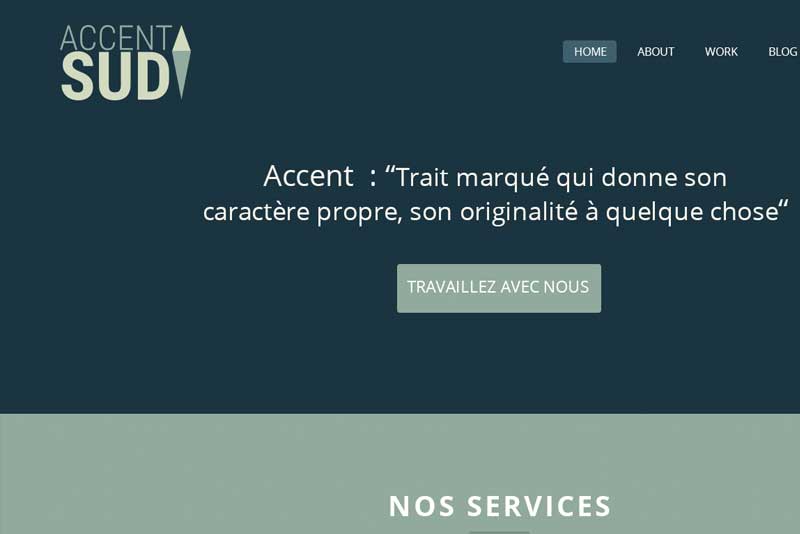 ACCENT
SUD
HOME ABOUT WORK BLOG
Accent : “Trait marqué qui donne son
caractère propre, son originalité à quelque chose“
TRAVAILLEZ AVEC NOUS
NOS SERVICES